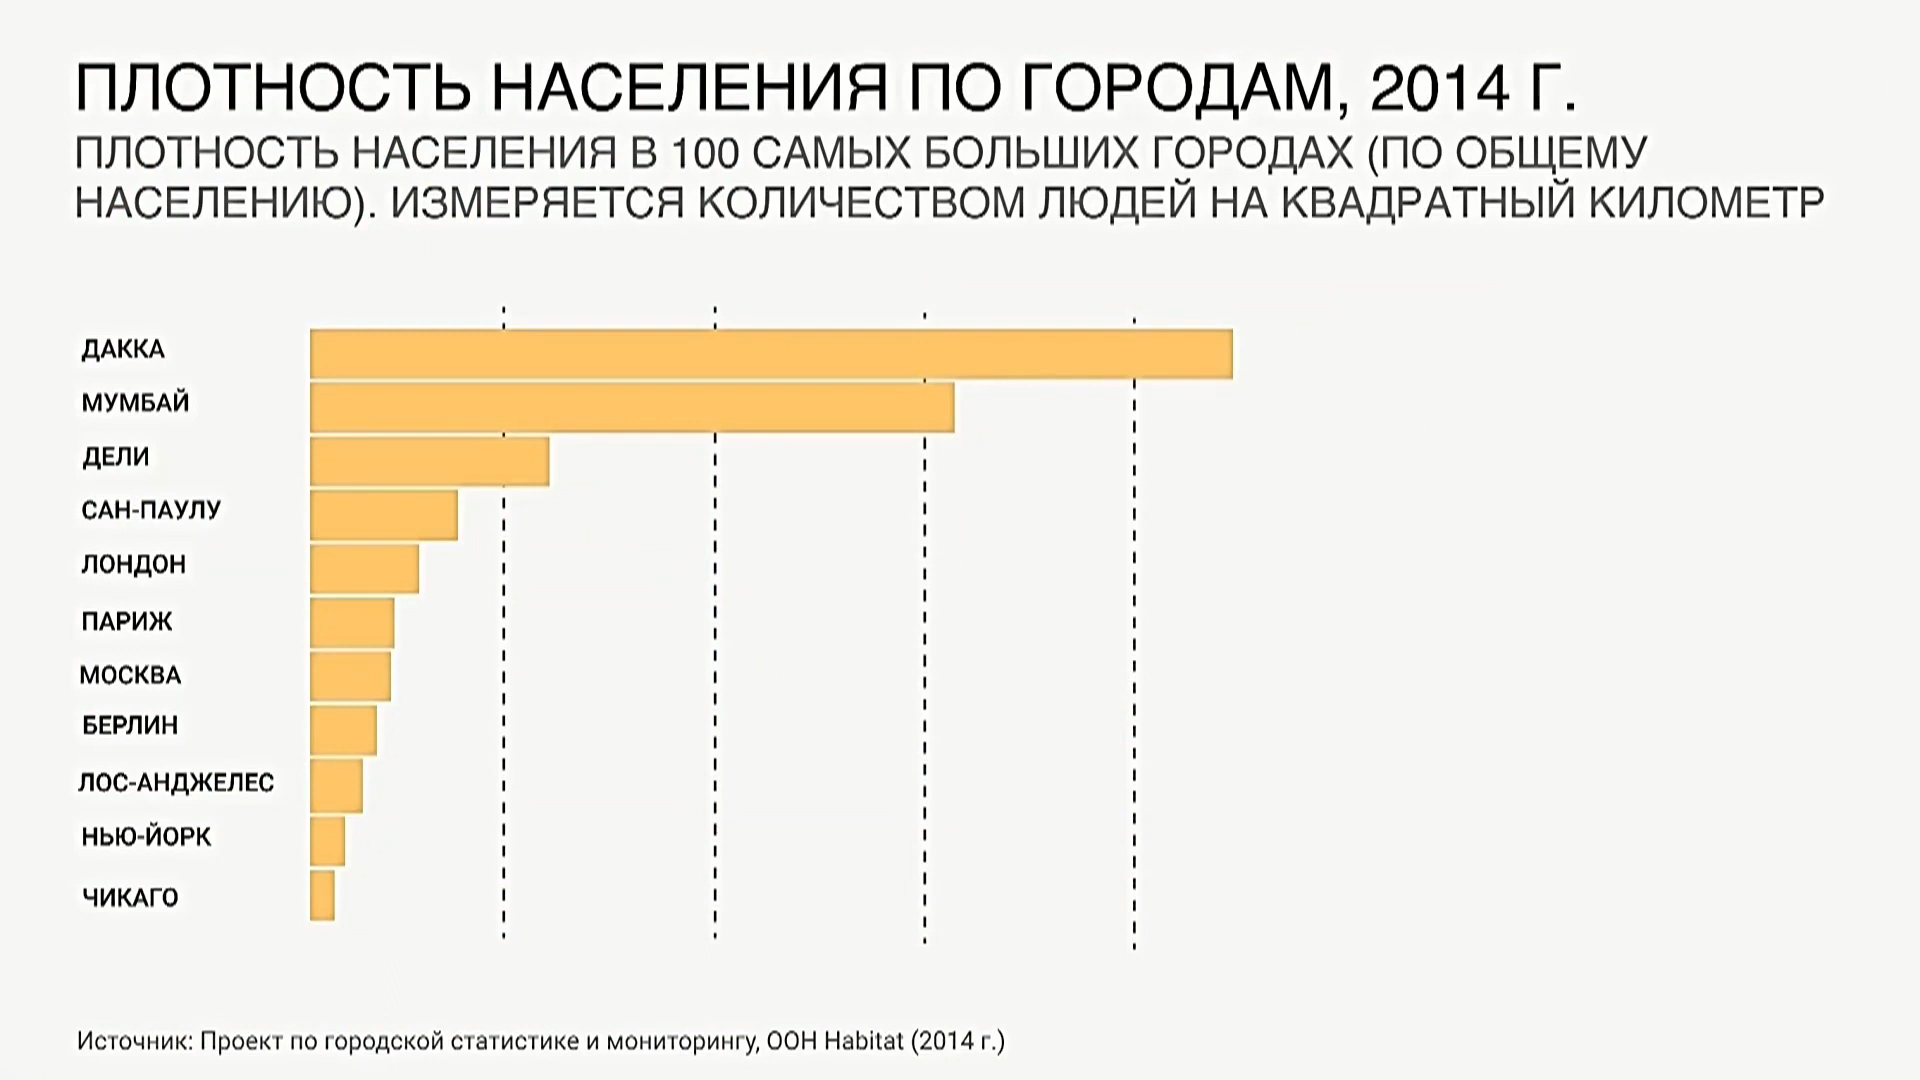 ПЛОТНОСТЬ НАСЕЛЕНИЯ ПО ГОРОДАМ, 2014 Г.
ПЛОТНОСТЬ НАСЕЛЕНИЯ В 100 САМЫХ БОЛЬШИХ ГОРОДАХ (ПО ОБЩЕМУ
НАСЕЛЕНИЮ). ИЗМЕРЯЕТСЯ КОЛИЧЕСТВОМ ЛЮДЕЙ НА КВАДРАТНЫЙ КИЛОМЕТР
ДАККА
МУМБАЙ
ДЕЛИ
САН-ПАУЛУ
ЛОНДОН
ПАРИЖ
МОСКВА
БЕРЛИН
ЛОС-АНДЖЕЛЕС
НЬЮ-ЙОРК
ЧИКАГО
Источник: Проект по городской статистике и мониторингу, ООН Habitat (2014 г.)